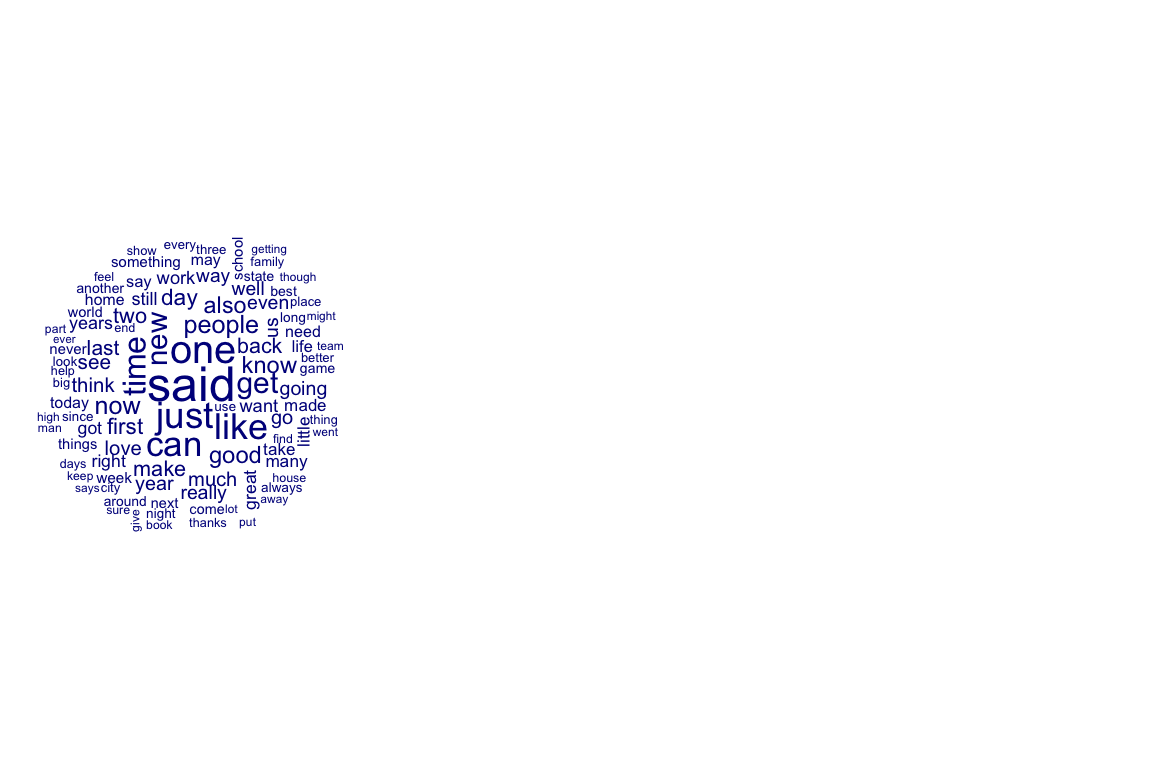 show every three school getting
something may family
feel another say work way state though
home still day also well even best place
world two new people us long might
part years end need
ever never last time one back life team
look see know better game
help big think said get going
today now just use want made
high since man got first like go little thing went
things love can good find take
days right make much many
keep week year really great house always
says city away
around next come lot
sure give night book thanks put